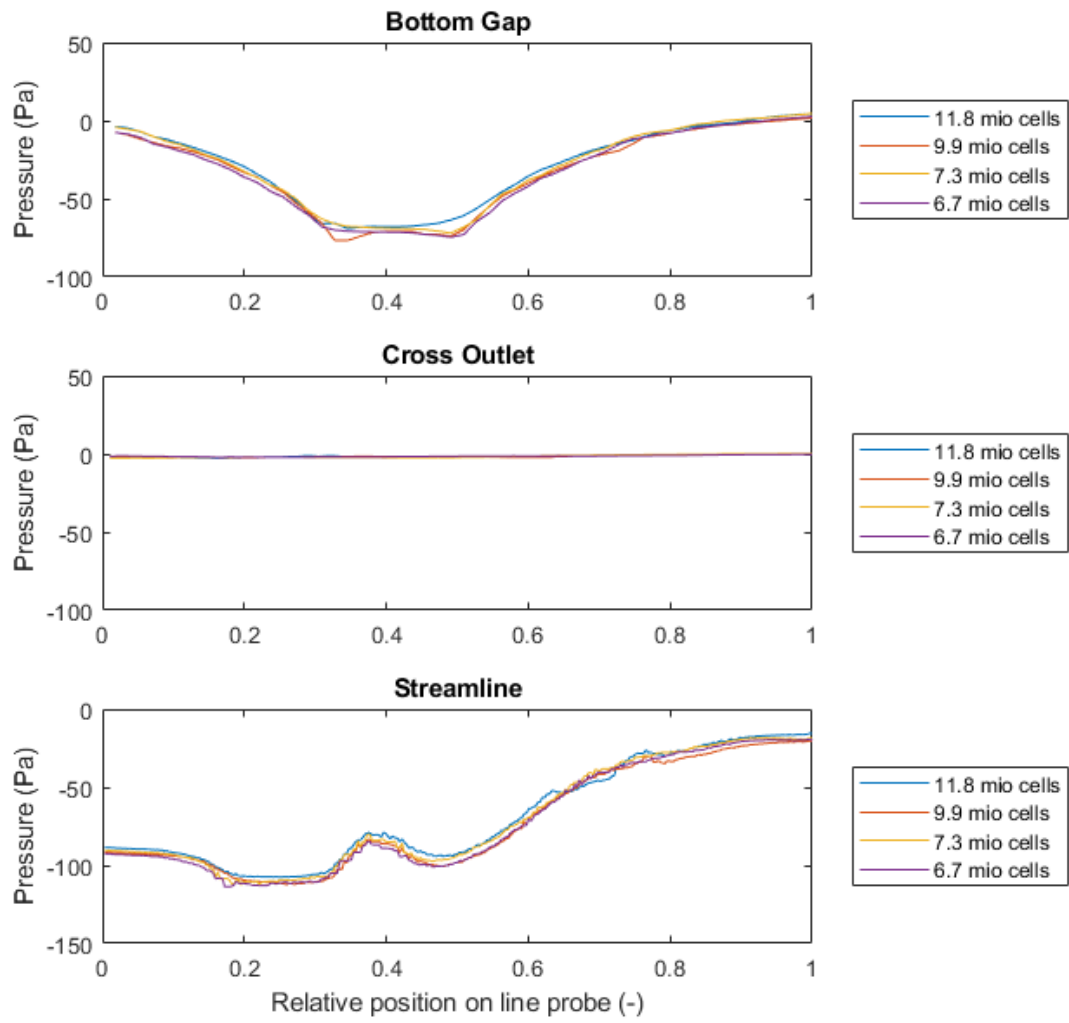 Bottom Gap
50
0
-50
-100
Pressure (Pa)
0 0.2 0.4 0.6 0.8 1
11.8 mio cells
9.9 mio cells
7.3 mio cells
6.7 mio cells
Cross Outlet
50
0
-50
-100
Pressure (Pa)
0 0.2 0.4 0.6 0.8 1
11.8 mio cells
9.9 mio cells
7.3 mio cells
6.7 mio cells
Streamline
0
-50
-100
-150
Pressure (Pa)
0 0.2 0.4 0.6 0.8 1
Relative position on line probe (-)
11.8 mio cells
9.9 mio cells
7.3 mio cells
6.7 mio cells